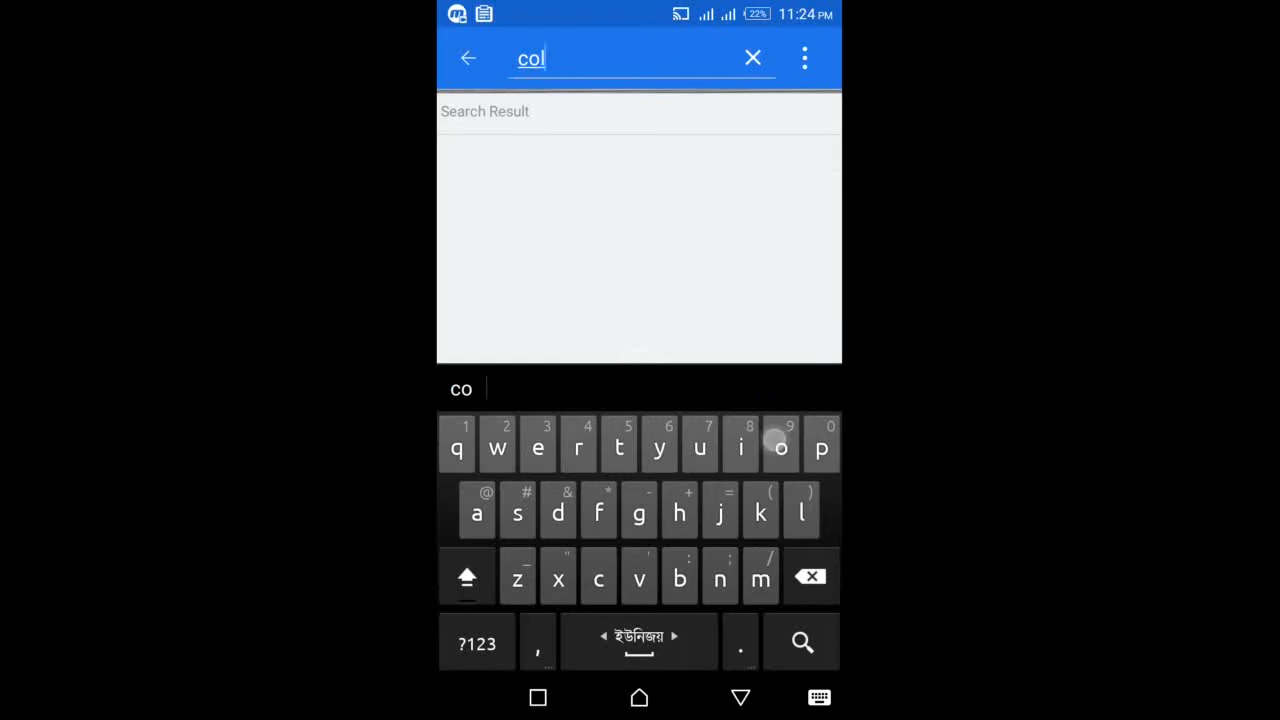 22% 11:24 PM
col
Search Result
co
1 2 3 4 5 6 7 8 9 0
q w e r t y u i o p
@ # & * - + = ( )
a s d f g h j k l
_ " ' : ; /
z x c v b n m
?123 , ইউনিজয় .